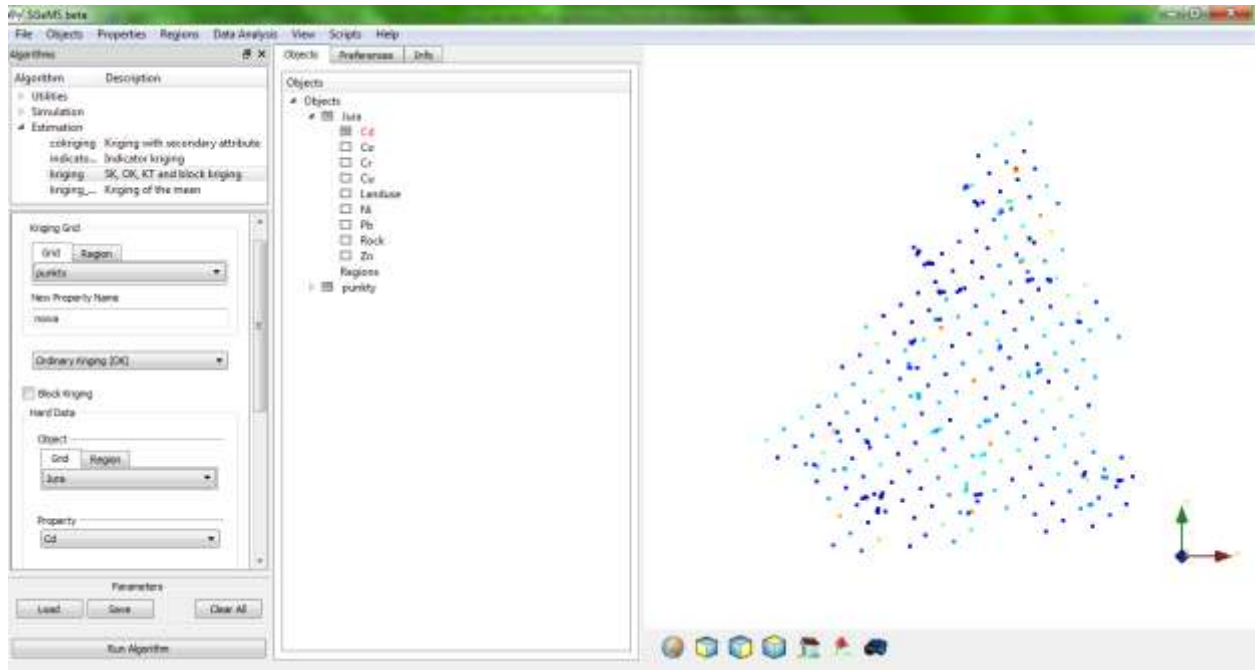 SGeMS beta
File Objects Properties Regions Data Analysis View Scripts Help
Algorithms
Objects Preferences Info
Algorithm Description
Utilities
Simulation
Estimation
cokriging Kriging with secondary attribute
indicato... Indicator kriging
kriging SK, OK, KT and block kriging
kriging_... Kriging of the mean
Kriging Grid
Grid Region
punkty
New Property Name
nowa
Ordinary Kriging [OK]
Block Kriging
Hard Data
Object
Grid Region
Jura
Property
Cd
Parameters
Load Save Clear All
Run Algorithm
Objects
Objects
Jura
Cd
Co
Cr
Cu
Landuse
Ni
Pb
Rock
Zn
Regions
punkty